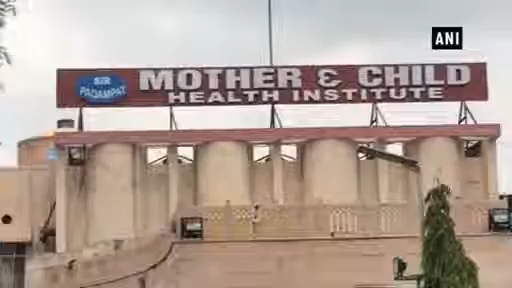 ANI
SIR
PADAMPAT
MOTHER & CHILD
HEALTH INSTITUTE